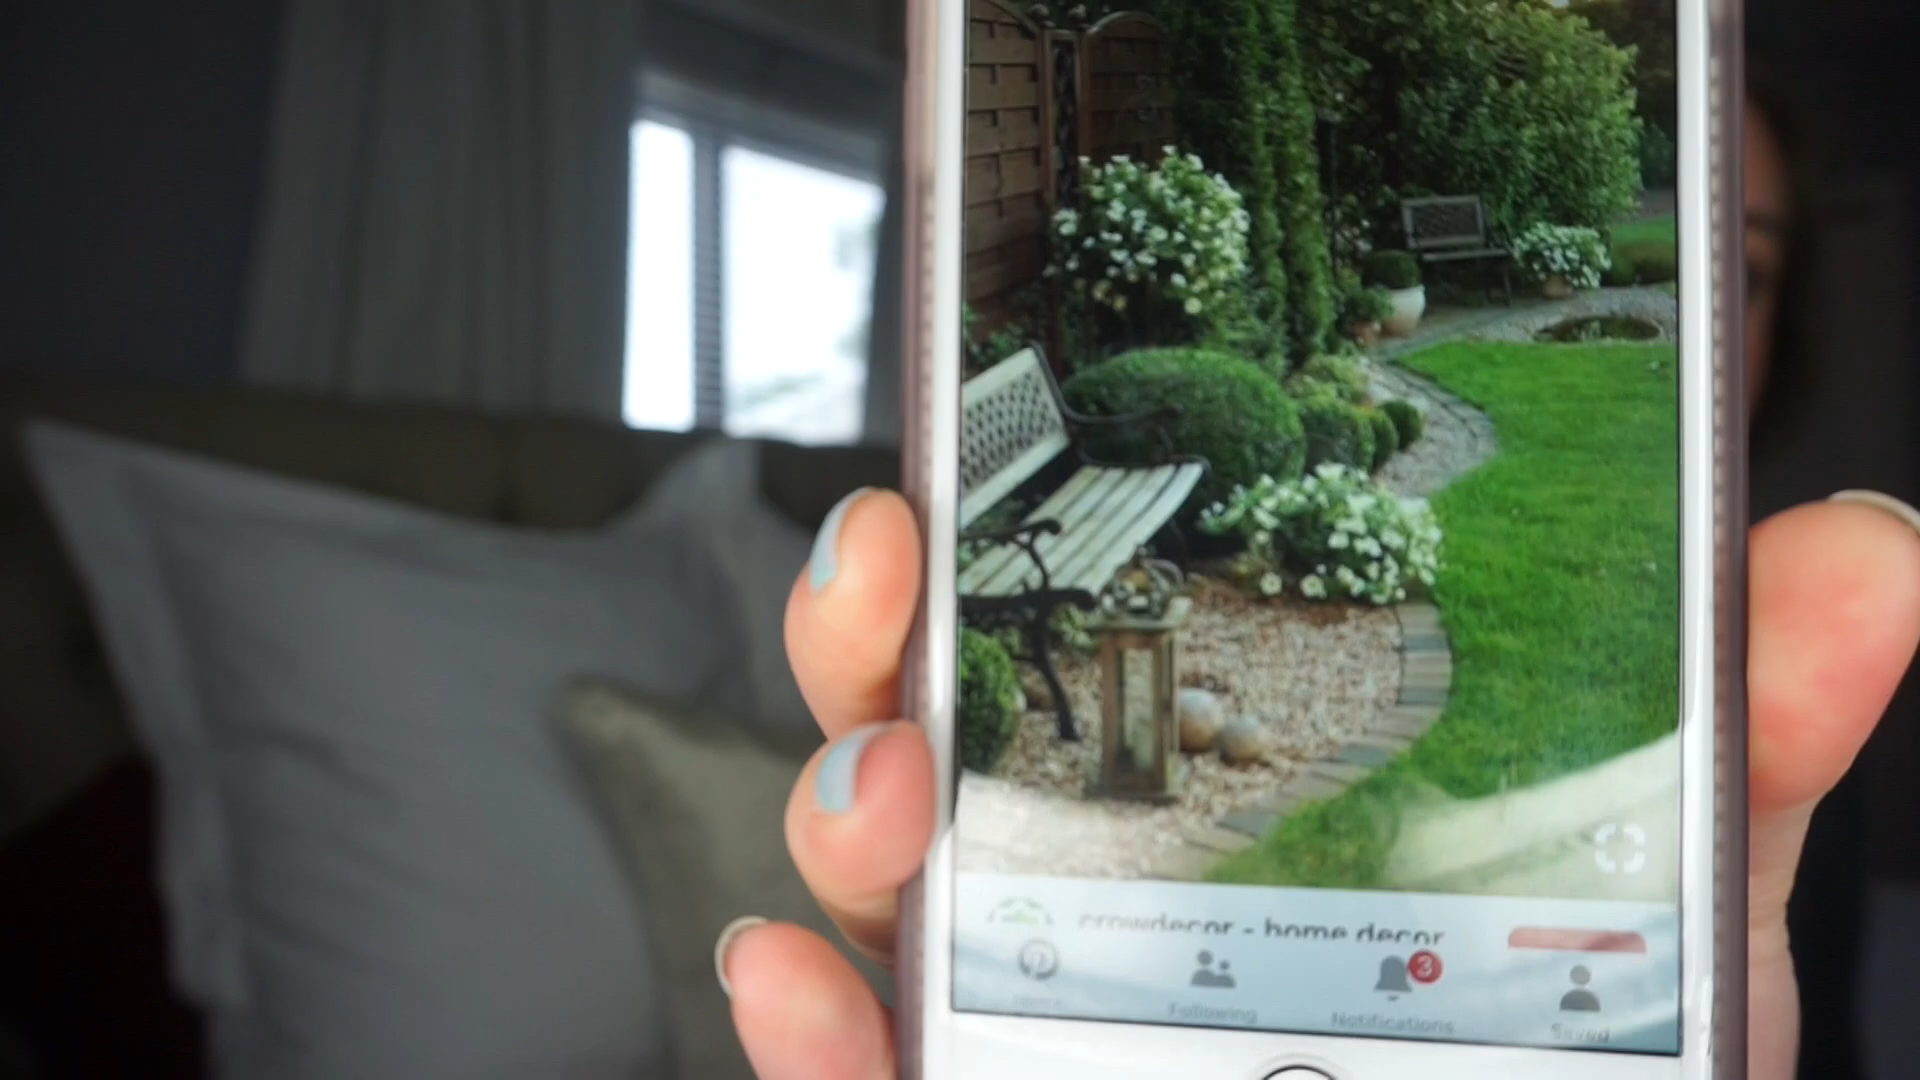 crowdecor - home decor
3
Following
Notifications
Saved